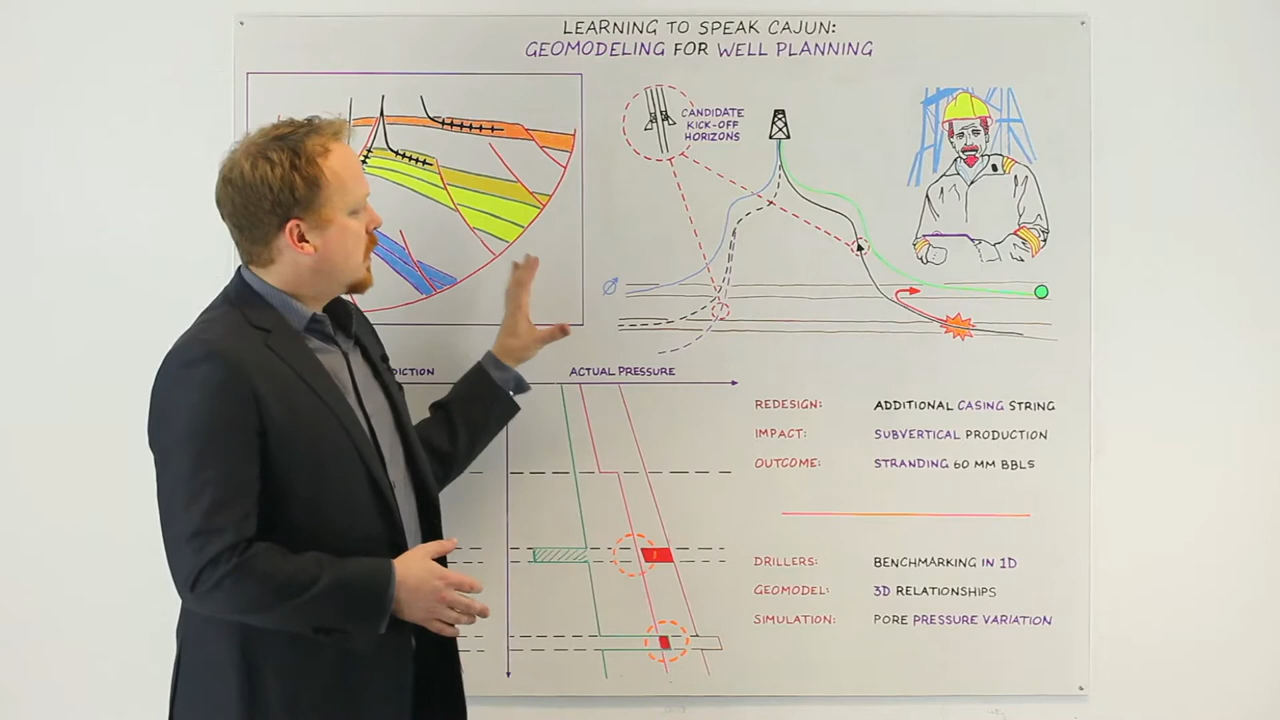 LEARNING TO SPEAK CAJUN:
GEOMODELING FOR WELL PLANNING
CANDIDATE
KICK-OFF
HORIZONS
ACTUAL PRESSURE
REDESIGN: ADDITIONAL CASING STRING
IMPACT: SUBVERTICAL PRODUCTION
OUTCOME: STRANDING 60 MM BBLS
DRILLERS: BENCHMARKING IN 1D
GEOMODEL: 3D RELATIONSHIPS
SIMULATION: PORE PRESSURE VARIATION